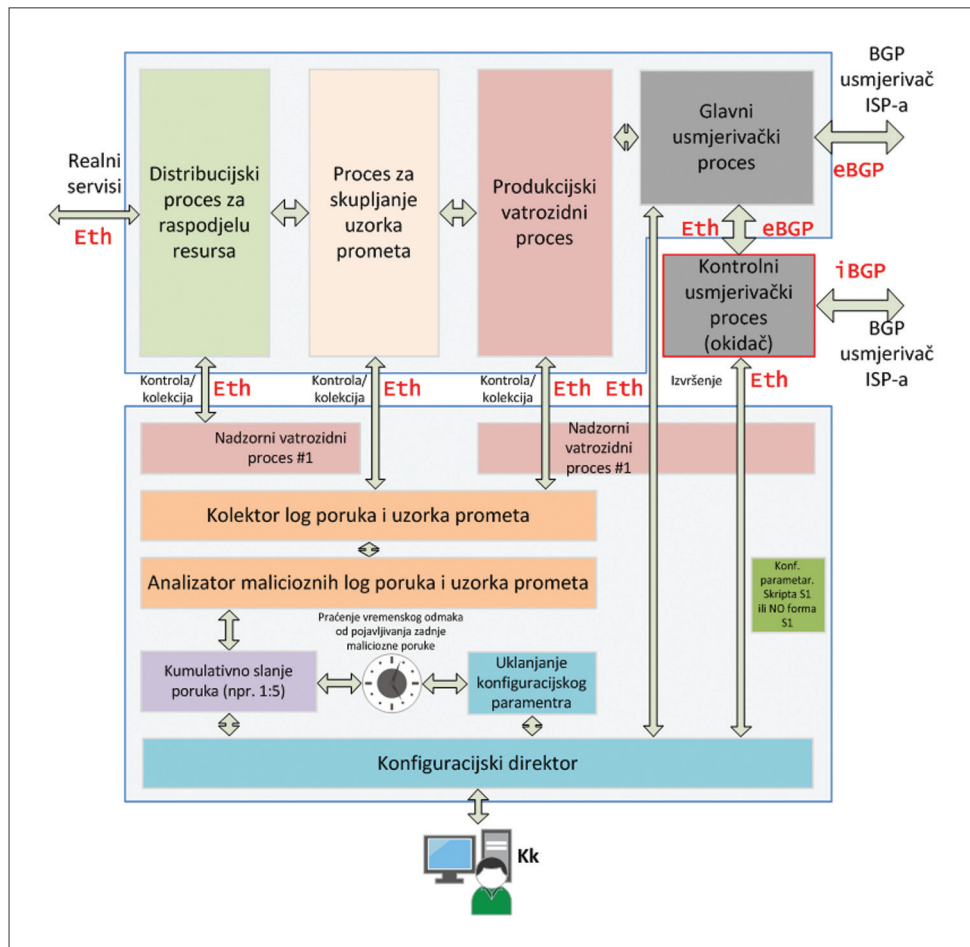 BGP
usmjerivač
ISP-a
Glavni
usmjerivački
proces
eBGP
Realni
servisi
Eth
Distribucijski
proces za
raspodjelu
resursa
Proces za
skupljanje
uzorka
prometa
Produkcijski
vatrozidni
proces
Eth
eBGP
Kontrolni
usmjerivački
proces
(okidač)
iBGP
BGP
usmjerivač
ISP-a
Kontrola/
kolekcija
Eth
Kontrola/
kolekcija
Eth
Kontrola/
kolekcija
Eth
Eth
Izvršenje
Eth
Nadzorni vatrozidni
proces #1
Nadzorni
vatrozidni
proces #1
Kolektor log poruka i uzorka prometa
Analizator malicioznih log poruka i uzorka prometa
Konf.
parametar.
Skripta S1
ili NO forma
S1
Praćenje vremenskog odmaka
od pojavljivanja zadnje
maliciozne poruke
Kumulativno slanje
poruka (npr. 1:5)
Uklanjanje
konfiguracijskog
paramentra
Konfiguracijski direktor
Kk